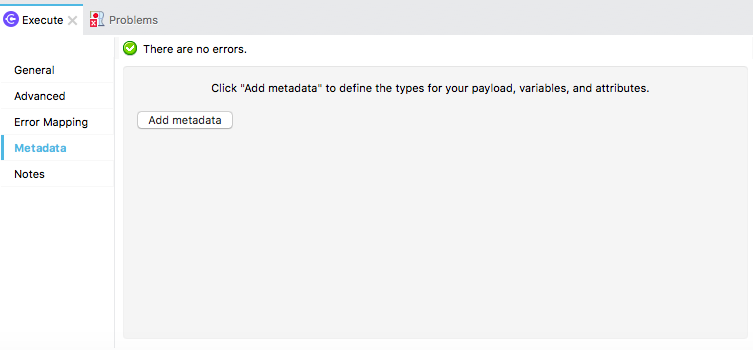 Execute
Problems
There are no errors.
General
Click "Add metadata" to define the types for your payload, variables, and attributes.
Advanced
Add metadata
Error Mapping
Metadata
Notes